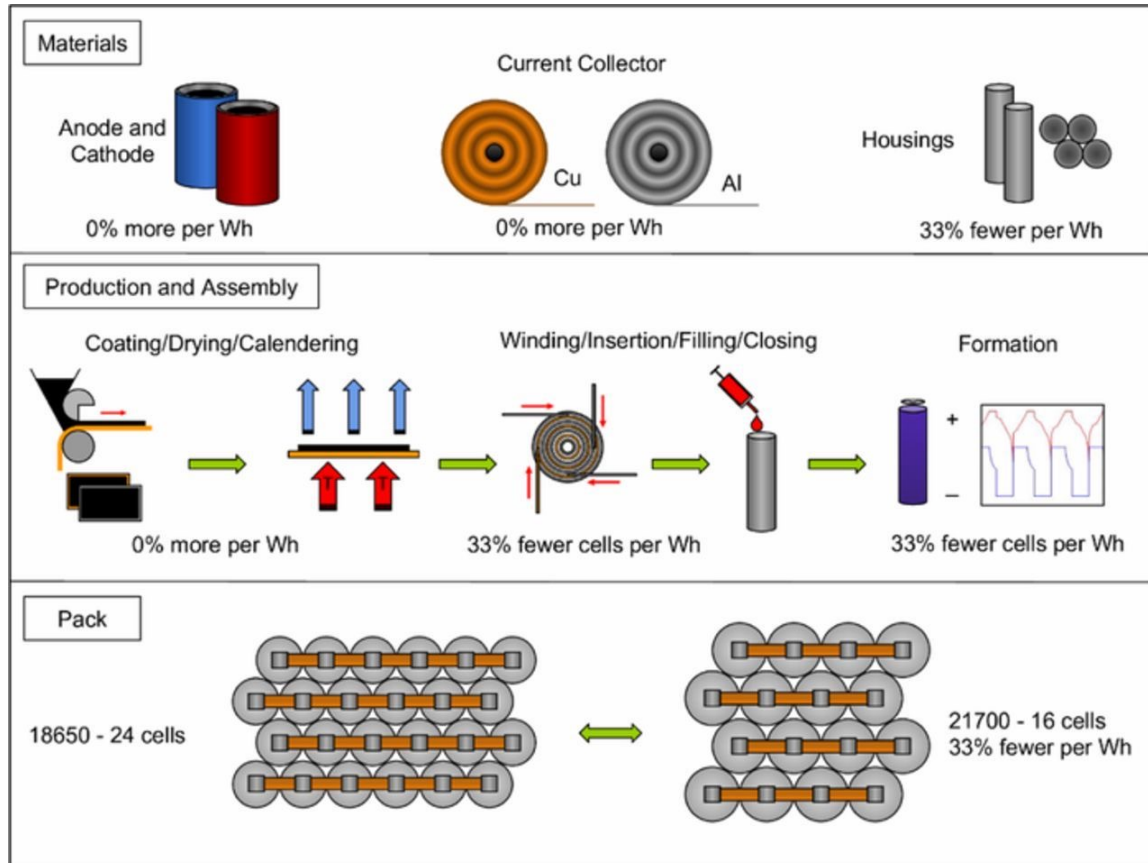 Materials
Anode and
Cathode
0% more per Wh
Current Collector
Cu
Al
0% more per Wh
Housings
33% fewer per Wh
Production and Assembly
Coating/Drying/Calendering
T
T
0% more per Wh
Winding/Insertion/Filling/Closing
33% fewer cells per Wh
Formation
+
–
33% fewer cells per Wh
Pack
18650 - 24 cells
21700 - 16 cells
33% fewer per Wh